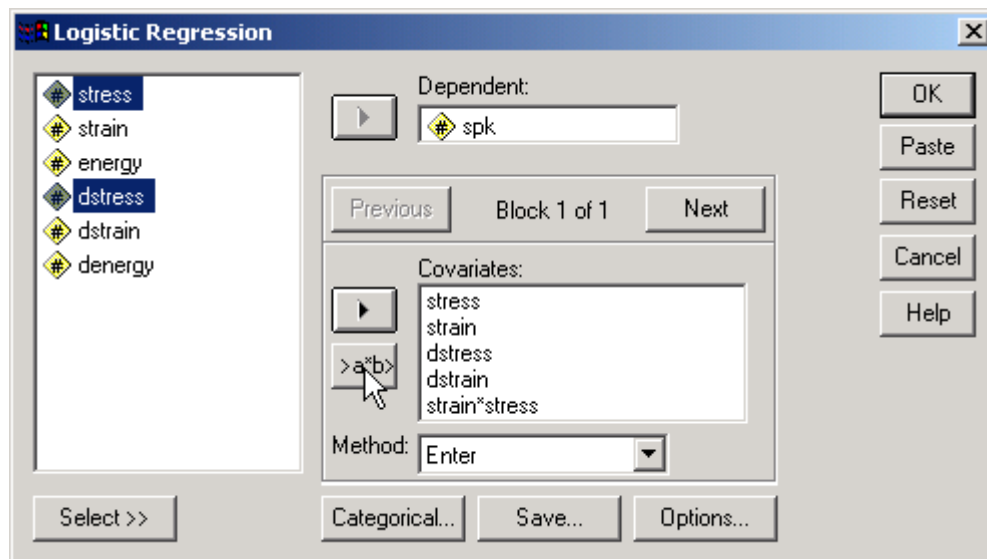 Logistic Regression
stress
strain
energy
dstress
dstrain
denergy
Select >>
Dependent:
spk
Previous
Block 1 of 1
Next
Covariates:
stress
strain
dstress
dstrain
strain*stress
>a*b>
Method:
Enter
Categorical...
Save...
Options...
OK
Paste
Reset
Cancel
Help